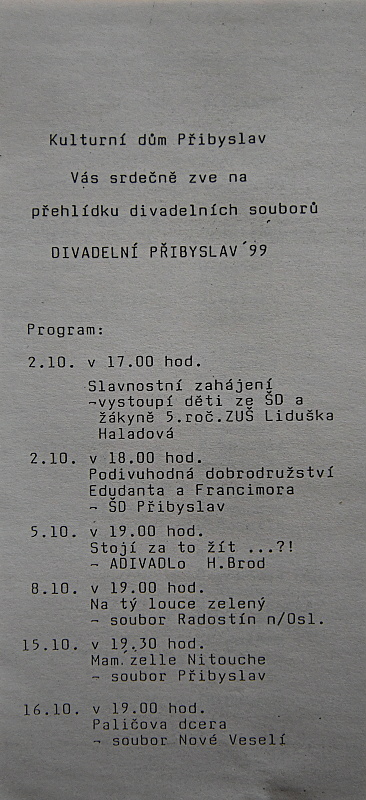 Kulturní dům Přibyslav
Vás srdečně zve na
přehlídku divadelních souborů
DIVADELNÍ PŘIBYSLAV´99
Program:
2.10. v 17.00 hod.
Slavnostní zahájení
-vystoupí děti ze ŠD a
žákyně 5.roč.ZUŠ Liduška
Haladová
2.10. v 18.00 hod.
Podivuhodná dobrodružství
Edudanta a Francimora
- ŠD Přibyslav
5.10. v 19.00 hod.
Stojí za to žít ...?!
- ADIVADLo H.Brod
8.10. v 19.00 hod.
Na tý louce zelený
- soubor Radostín n/Osl.
15.10. v 19.30 hod.
Mam´zelle Nitouche
- soubor Přibyslav
16.10. v 19.00 hod.
Paličova dcera
- soubor Nové Veselí